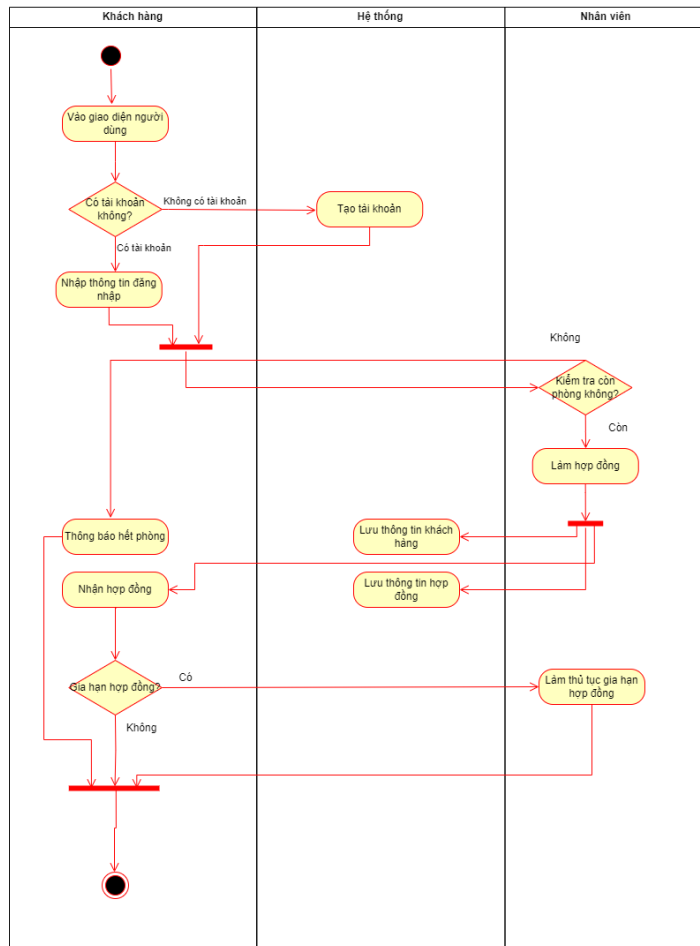 Khách hàng
Hệ thống
Nhân viên
Vào giao diện người
dùng
Có tài khoản
không?
Không có tài khoản
Tạo tài khoản
Có tài khoản
Nhập thông tin đăng
nhập
Không
Kiểm tra còn
phòng không?
Còn
Làm hợp đồng
Thông báo hết phòng
Lưu thông tin khách
hàng
Nhận hợp đồng
Lưu thông tin hợp
đồng
Gia hạn hợp đồng?
Có
Làm thủ tục gia hạn
hợp đồng
Không